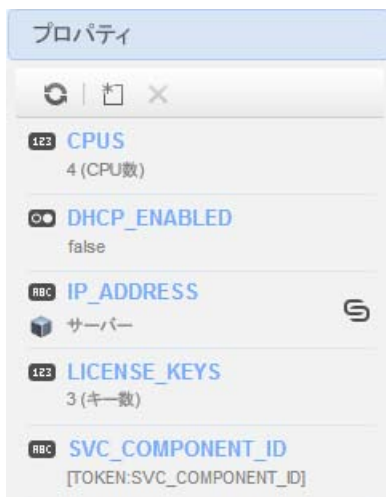 プロパティ
123 CPUS
4 (CPU数)
DHCP_ENABLED
false
ABC IP_ADDRESS
サーバー
123 LICENSE_KEYS
3 (キー数)
ABC SVC_COMPONENT_ID
[TOKEN:SVC_COMPONENT_ID]